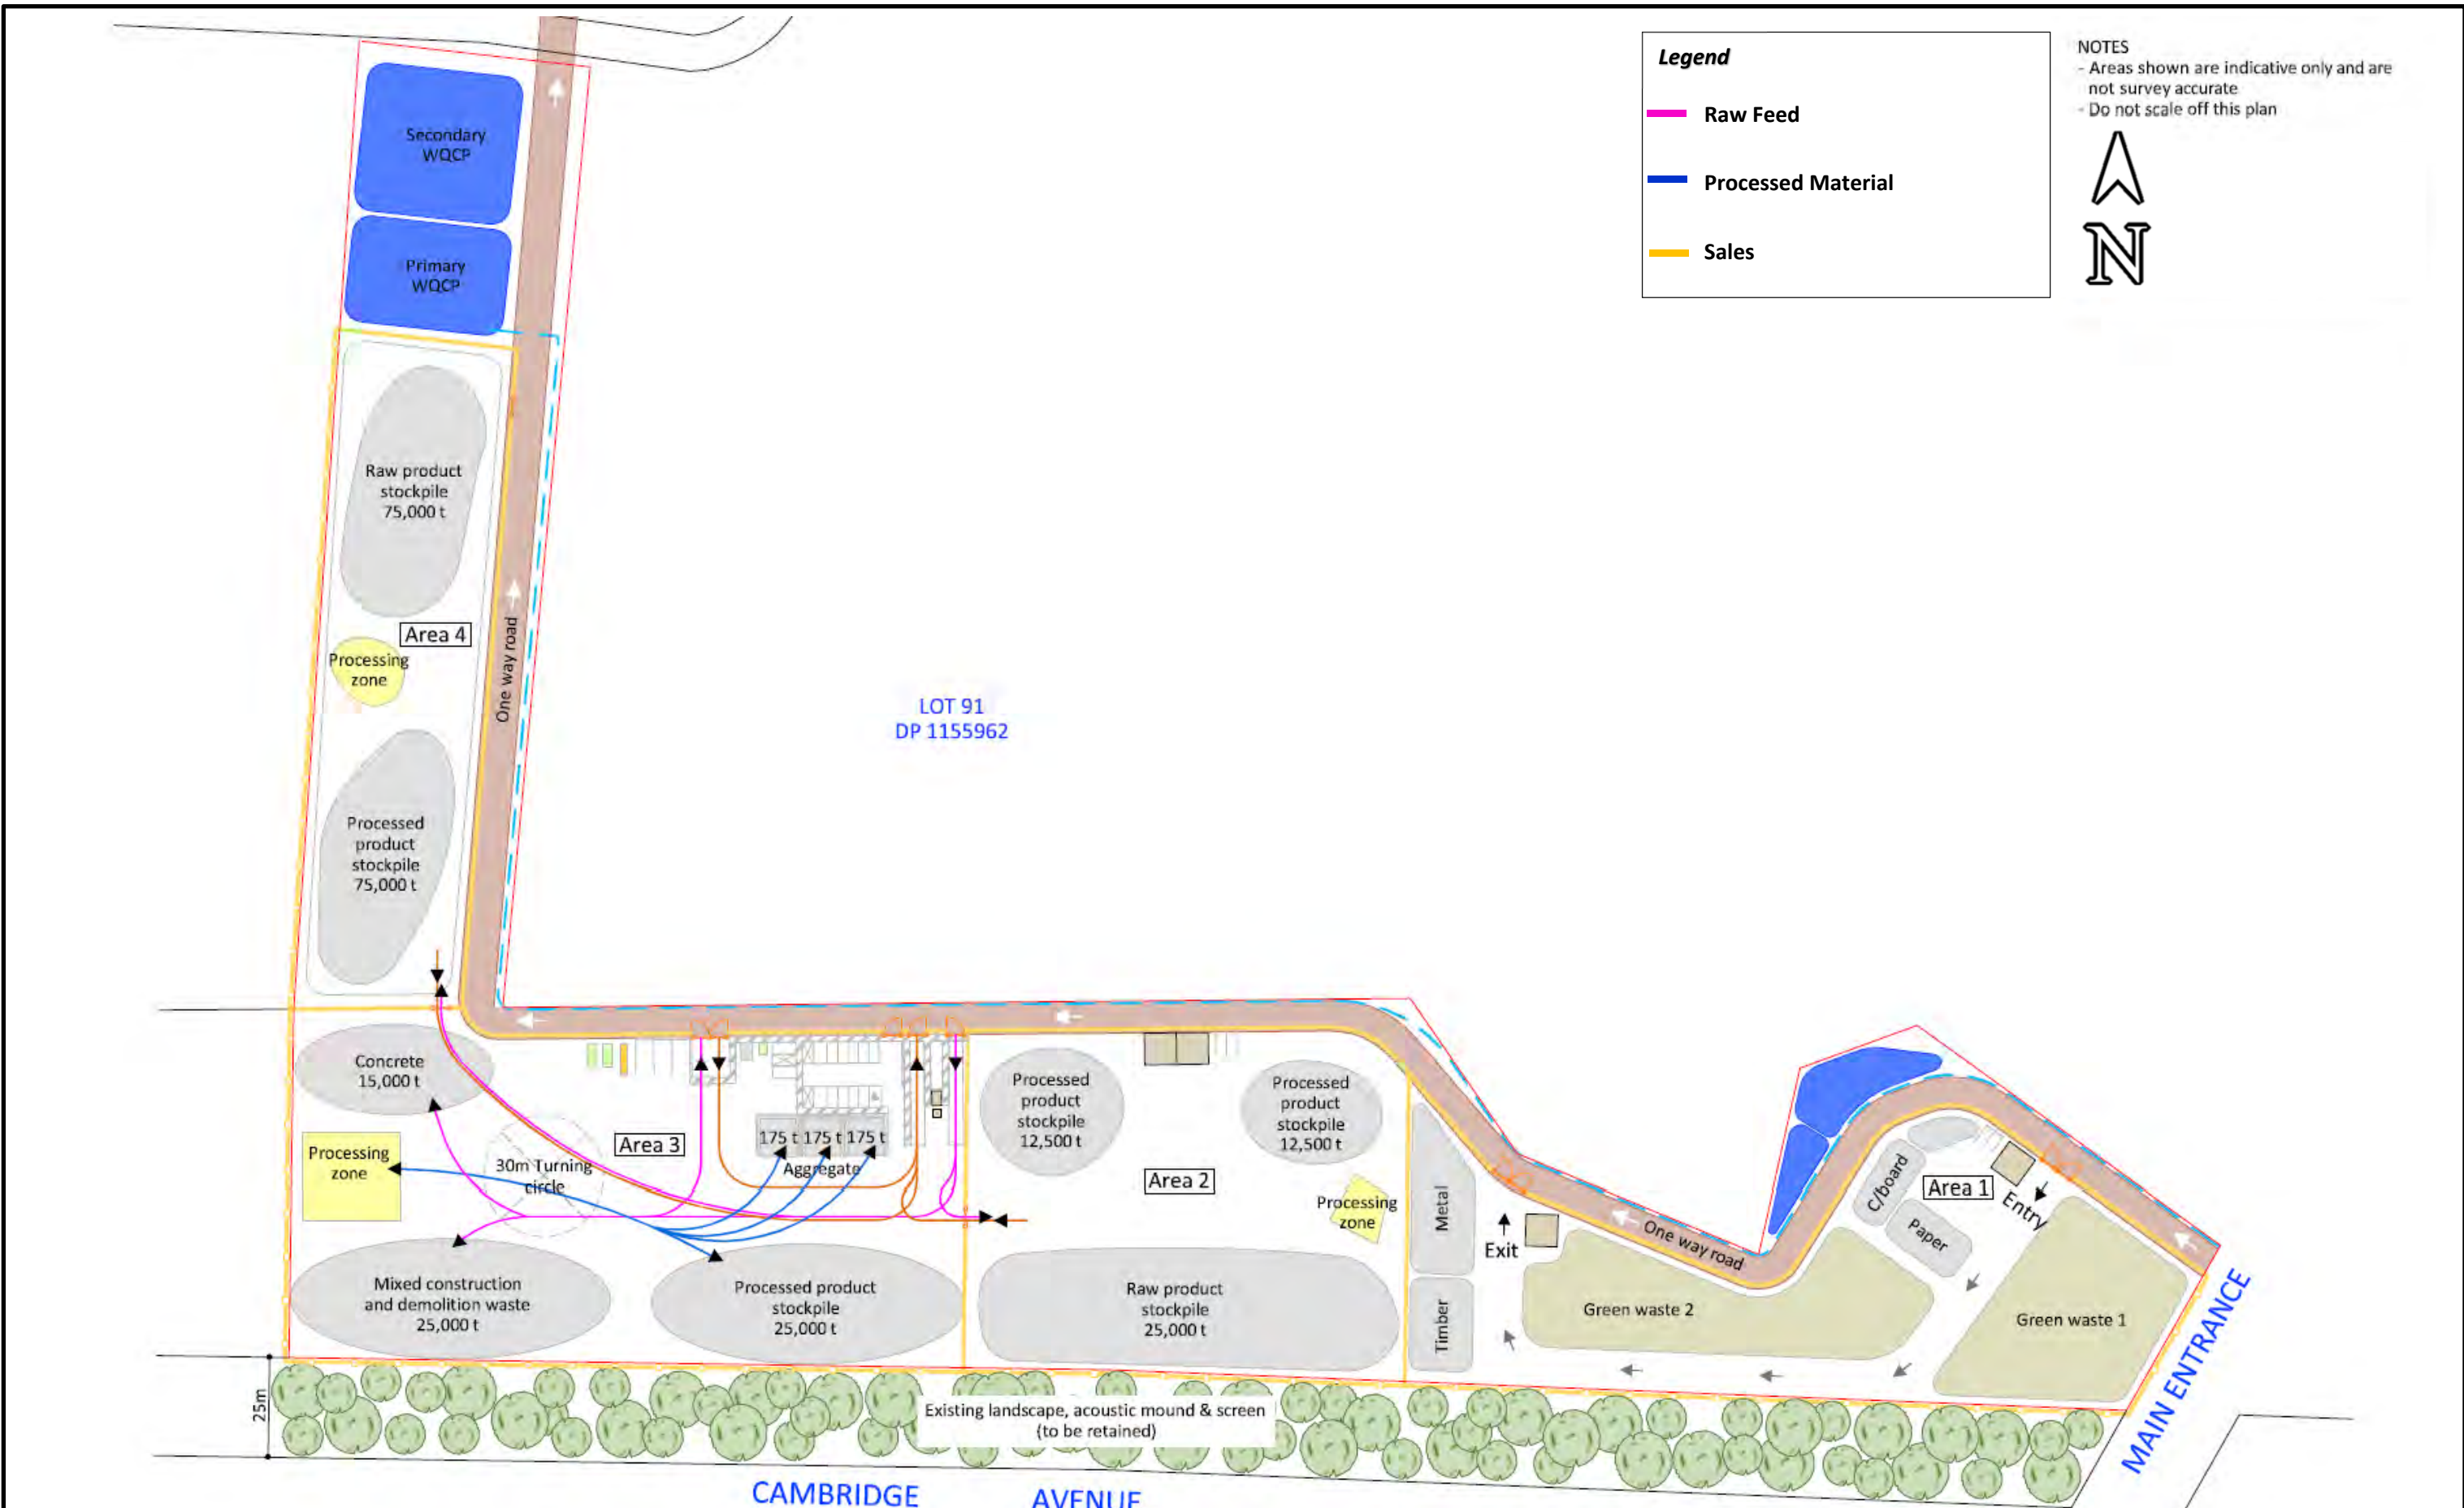 Legend
Raw Feed
Processed Material
Sales
NOTES
- Areas shown are indicative only and are
not survey accurate
- Do not scale off this plan
N
Secondary
WQCP
Primary
WQCP
Raw product
stockpile
75,000 t
Area 4
Processing
zone
One way road
Processed
product
stockpile
75,000 t
LOT 91
DP 1155962
Concrete
15,000 t
Processing
zone
30m Turning
circle
Area 3
175 t 175 t 175 t
Aggregate
Mixed construction
and demolition waste
25,000 t
Processed product
stockpile
25,000 t
Processed
product
stockpile
12,500 t
Processed
product
stockpile
12,500 t
Area 2
Processing
zone
Raw product
stockpile
25,000 t
Metal
Timber
Exit
One way road
Green waste 2
C/board
Paper
Area 1
Entry
Green waste 1
MAIN ENTRANCE
25m
Existing landscape, acoustic mound & screen
(to be retained)
CAMBRIDGE AVENUE